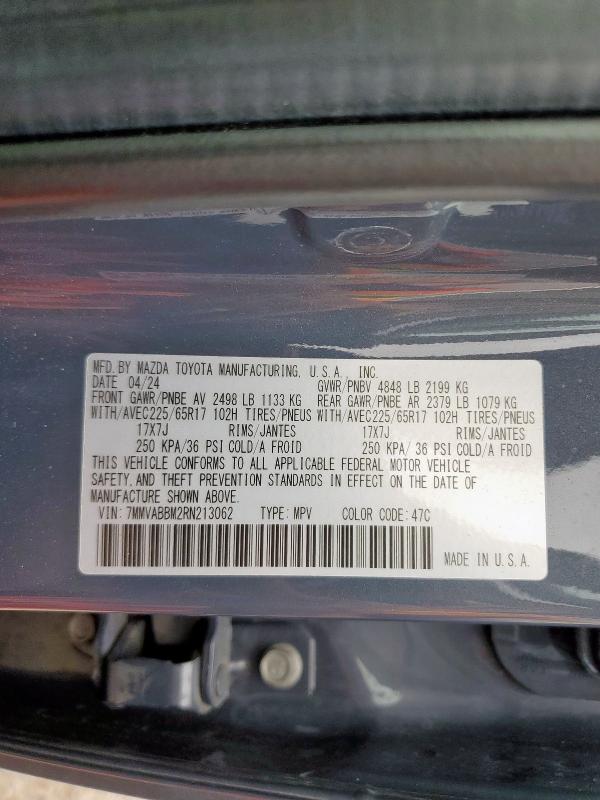 MFD. BY MAZDA TOYOTA MANUFACTURING, U.S.A., INC.
DATE 04/24 GVWR/PNBV 4848 LB 2199 KG
FRONT GAWR/PNBE AV 2498 LB 1133 KG REAR GAWR/PNBE AR 2379 LB 1079 KG
WITH/AVEC225/65R17 102H TIRES/PNEUS WITH/AVEC225/65R17 102H TIRES/PNEUS
17X7J RIMS/JANTES 17X7J RIMS/JANTES
250 KPA/36 PSI COLD/A FROID 250 KPA/ 36 PSI COLD/A FROID
THIS VEHICLE CONFORMS TO ALL APPLICABLE FEDERAL MOTOR VEHICLE
SAFETY, AND THEFT PREVENTION STANDARDS IN EFFECT ON THE DATE OF
MANUFACTURE SHOWN ABOVE.
VIN: 7MMVABBM2RN213062 TYPE: MPV COLOR CODE: 47C
MADE IN U.S.A.